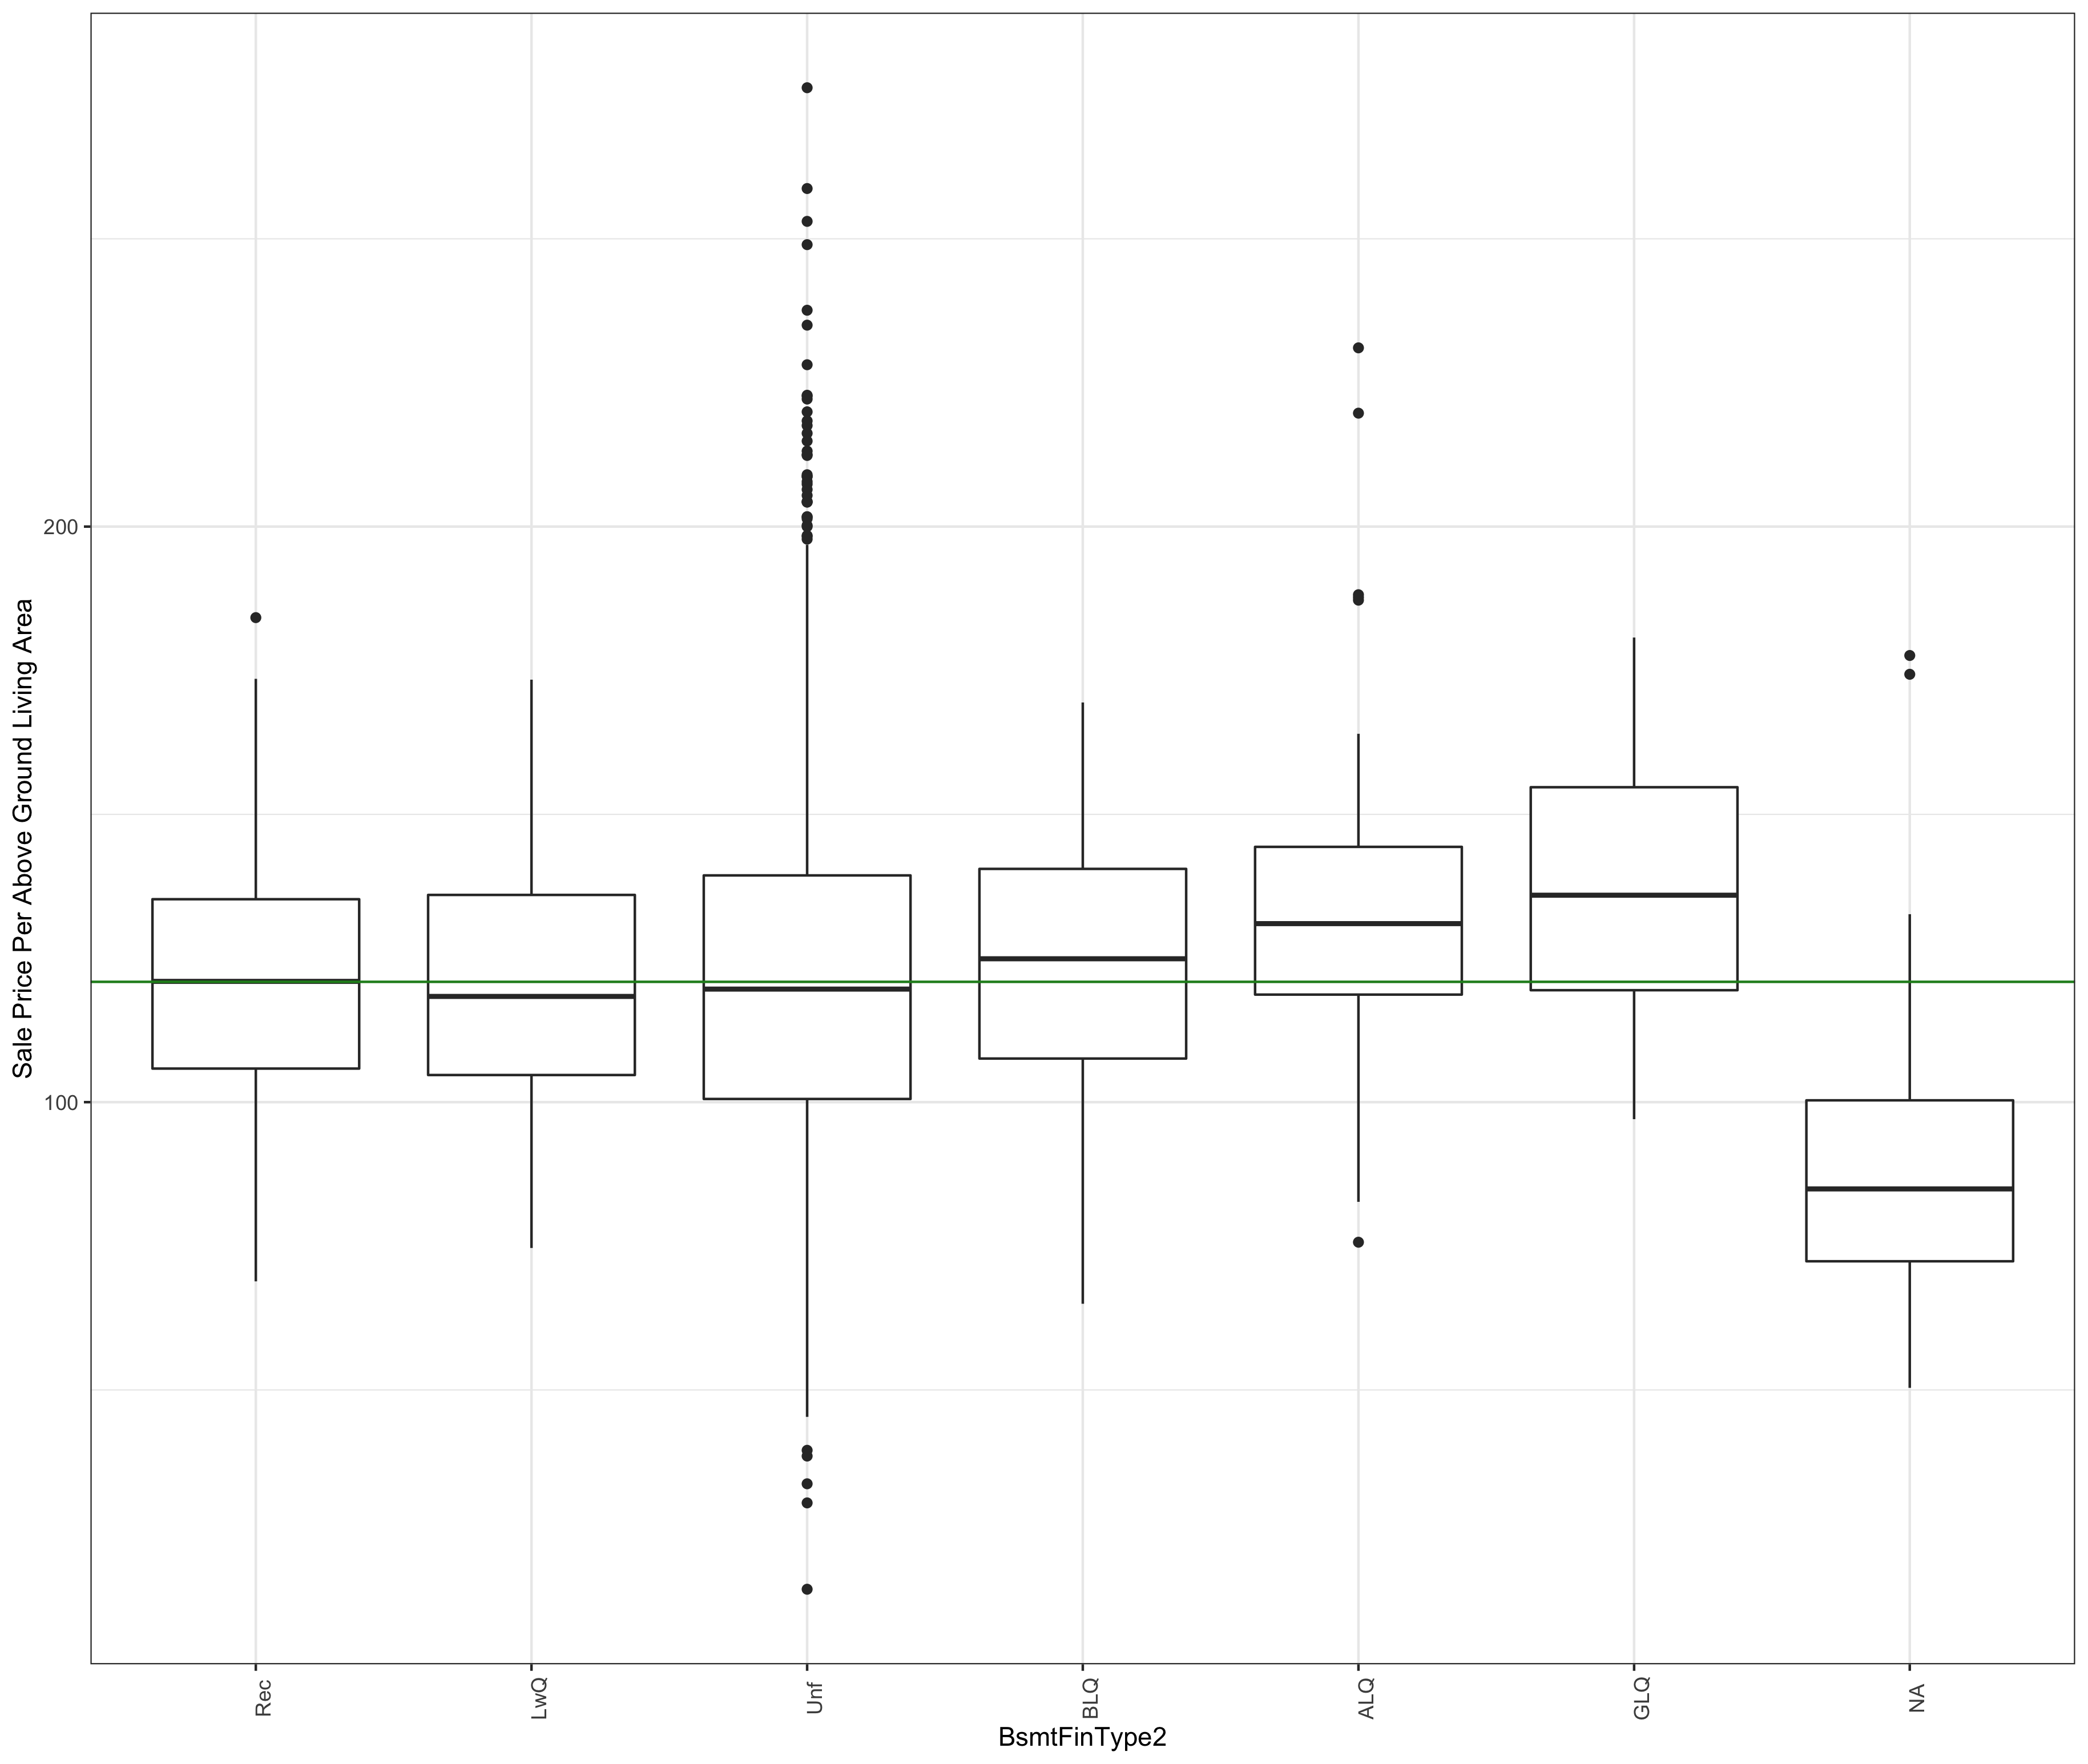 Sale Price Per Above Ground Living Area
200
100
Rec
LwQ
Unf
BLQ
ALQ
GLQ
NA
BsmtFinType2